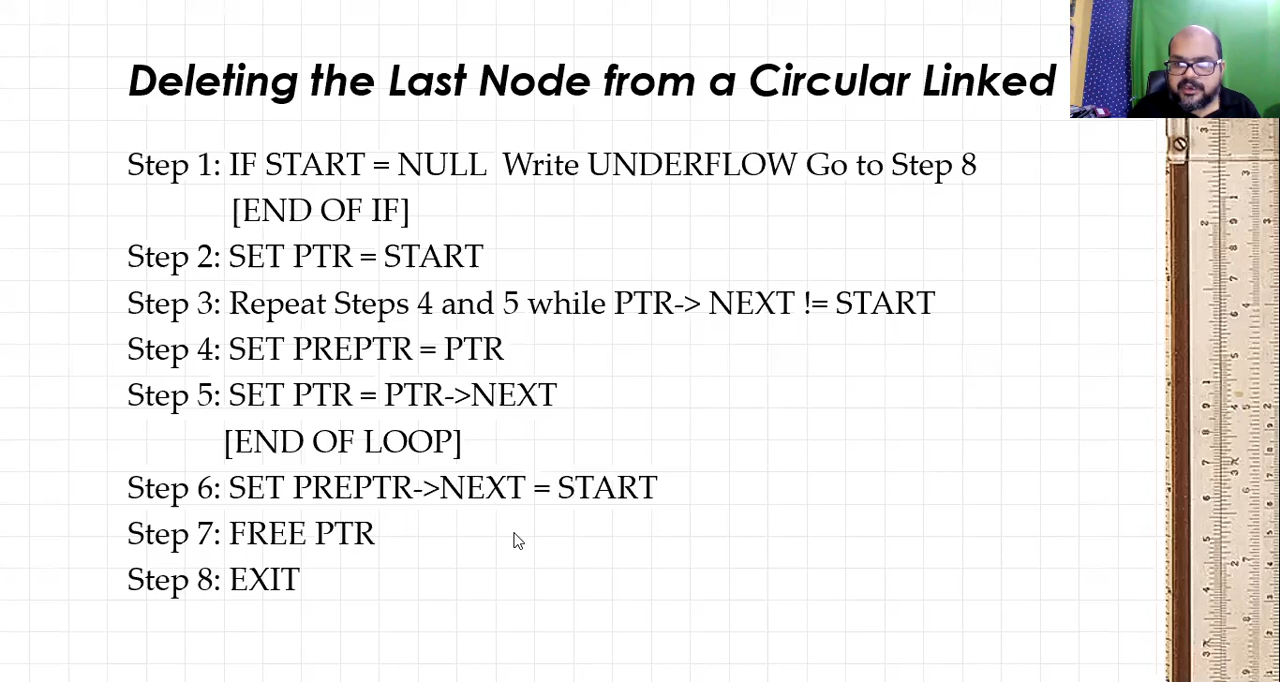 Deleting the Last Node from a Circular Linked
Step 1: IF START = NULL Write UNDERFLOW Go to Step 8
[END OF IF]
Step 2: SET PTR = START
Step 3: Repeat Steps 4 and 5 while PTR-> NEXT != START
Step 4: SET PREPTR = PTR
Step 5: SET PTR = PTR->NEXT
[END OF LOOP]
Step 6: SET PREPTR->NEXT = START
Step 7: FREE PTR
Step 8: EXIT